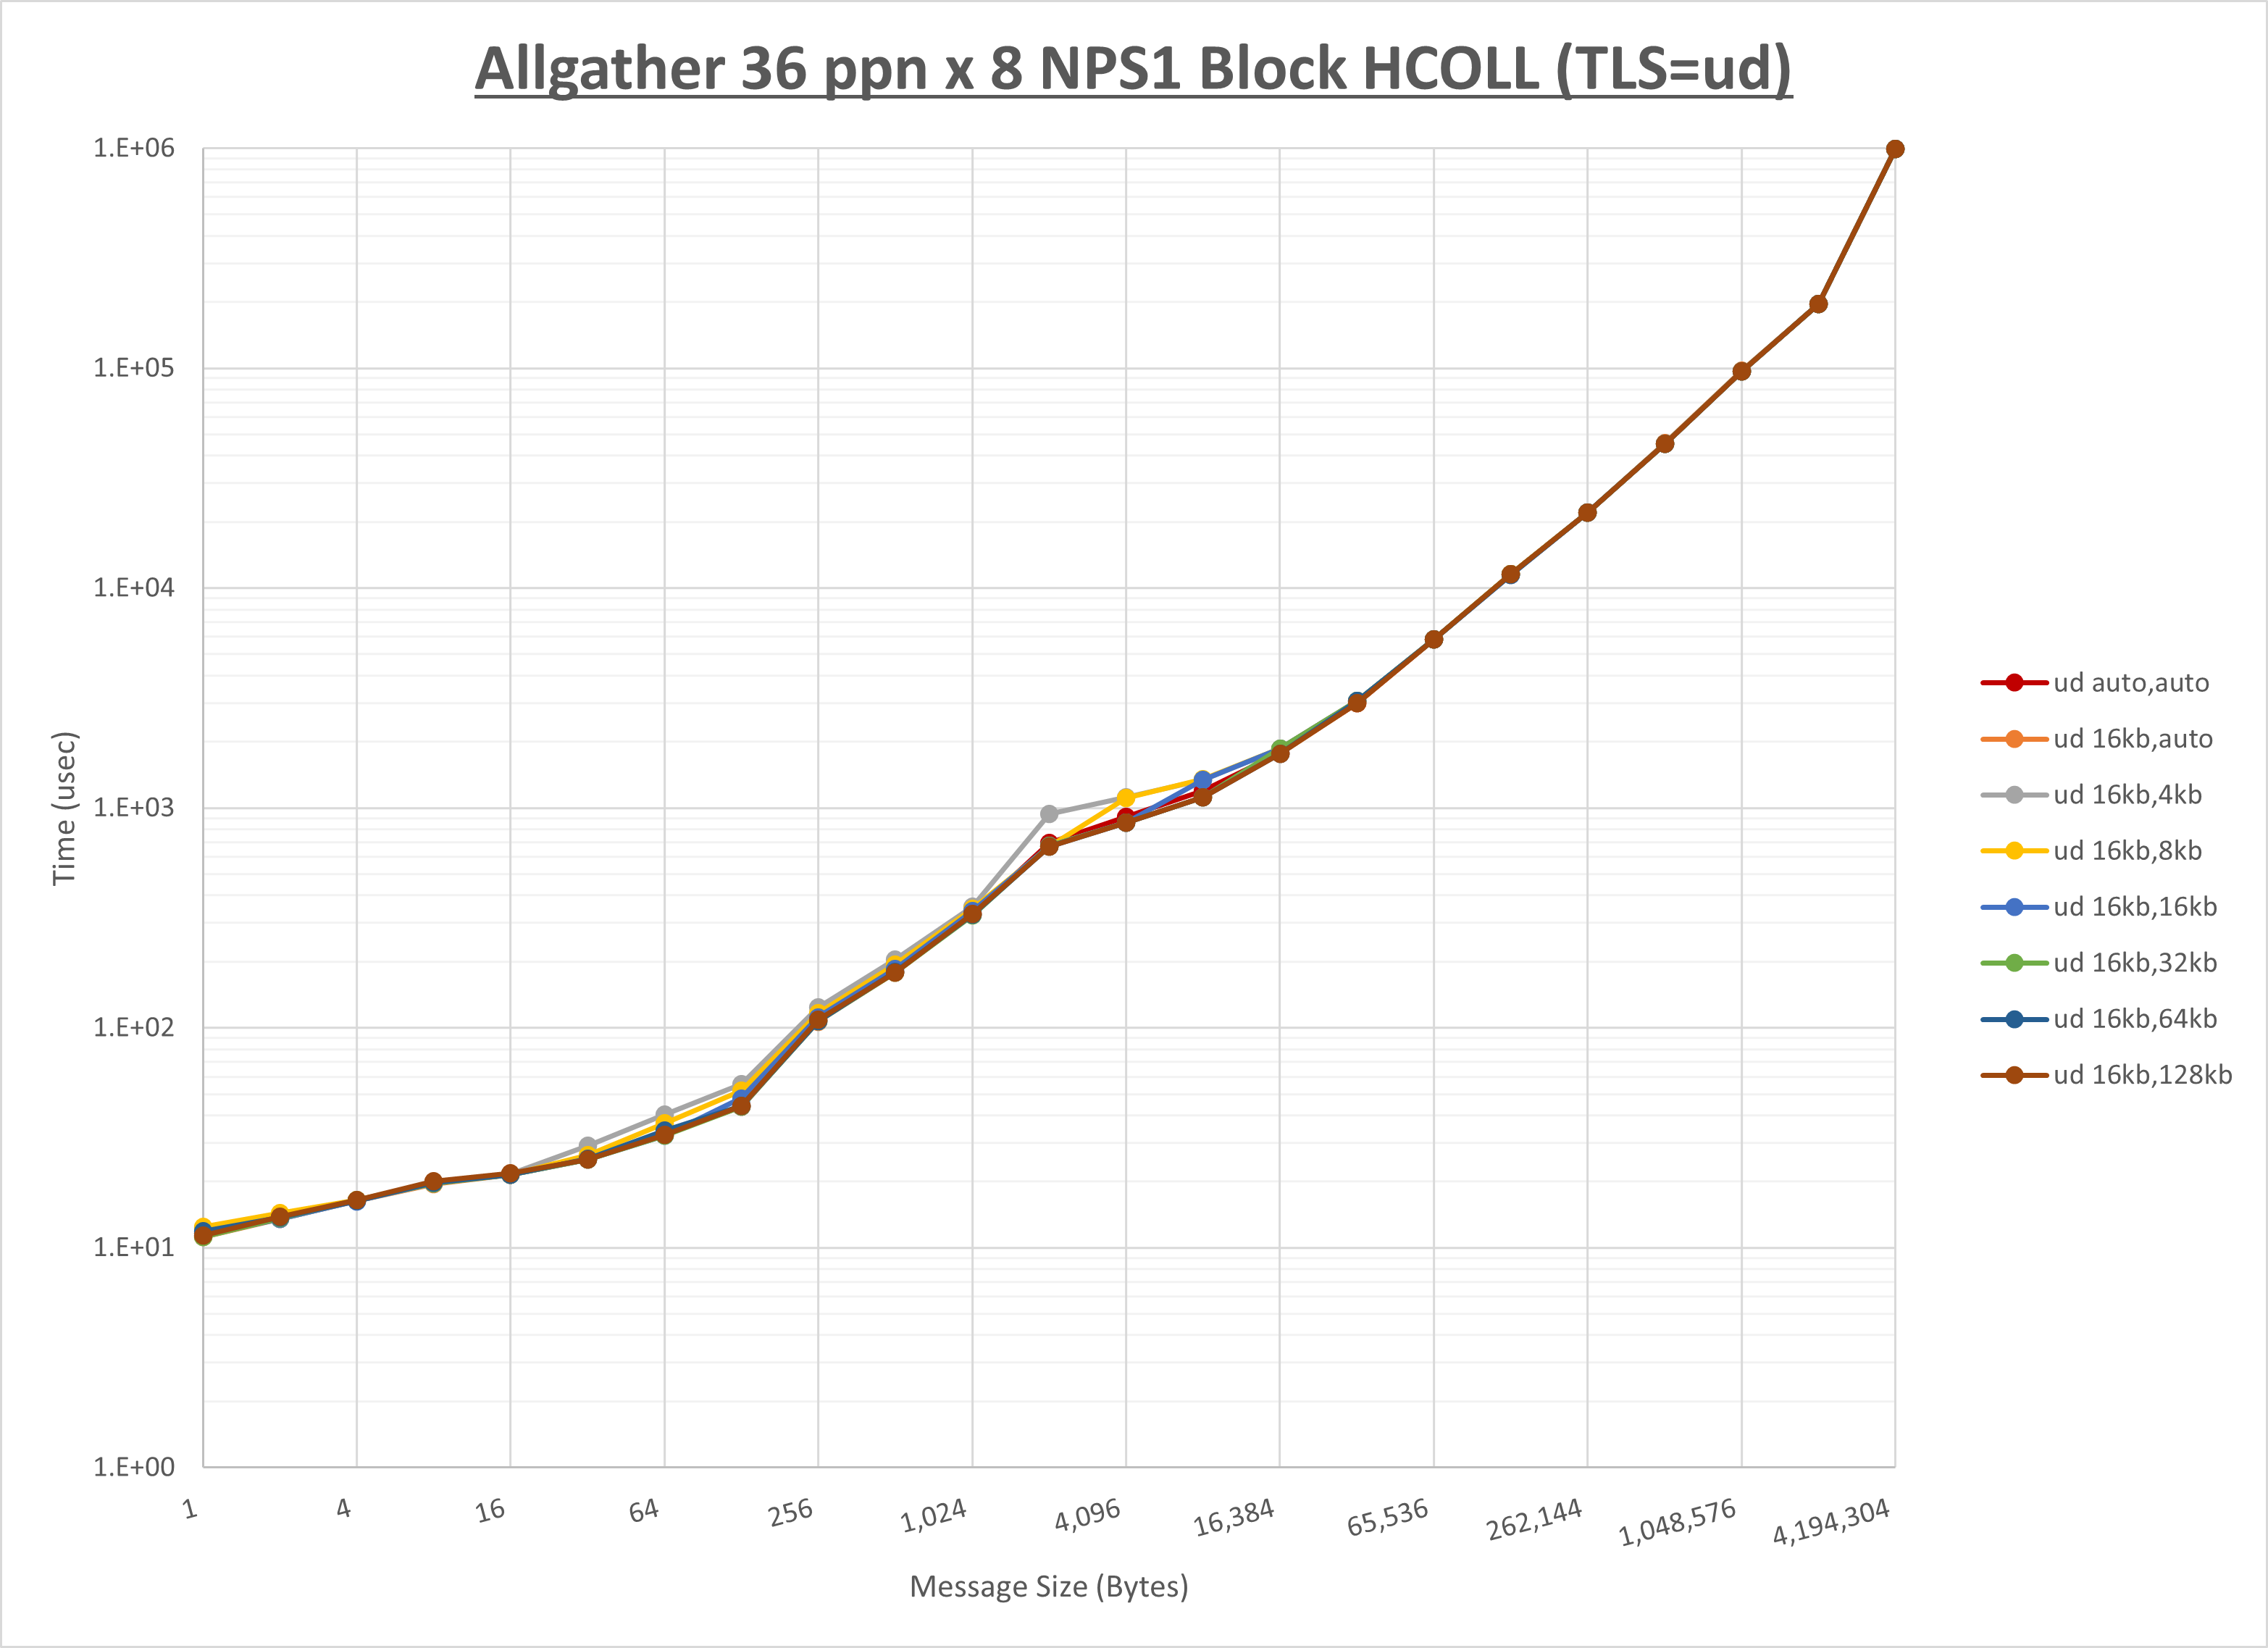 Allgather 36 ppn x 8 NPS1 Block HCOLL (TLS=ud)
1.E+06
1.E+05
1.E+04
1.E+03
1.E+02
1.E+01
1.E+00
Time (usec)
1
4
16
64
256
1,024
4,096
16,384
65,536
262,144
1,048,576
4,194,304
Message Size (Bytes)
ud auto,auto
ud 16kb,auto
ud 16kb,4kb
ud 16kb,8kb
ud 16kb,16kb
ud 16kb,32kb
ud 16kb,64kb
ud 16kb,128kb